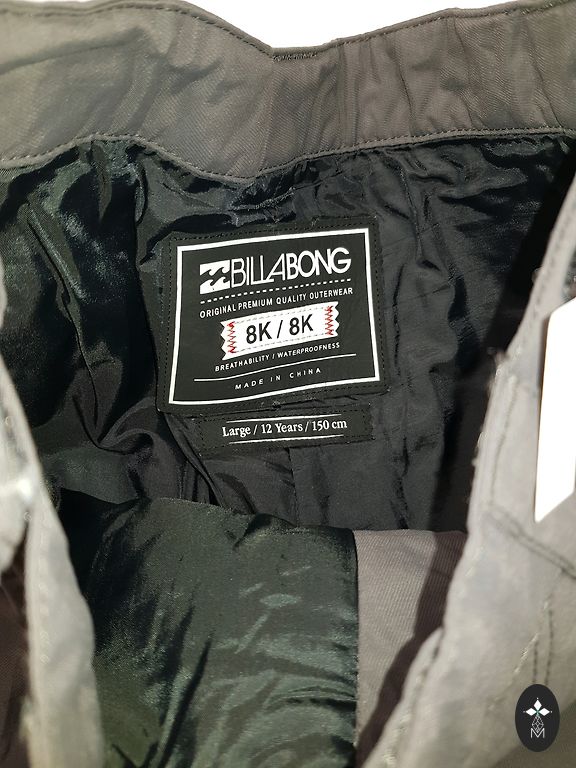 BILLABONG
ORIGINAL PREMIUM QUALITY OUTERWEAR
8K / 8K
BREATHABILITY / WATERPROOFNESS
MADE IN CHINA
Large / 12 Years / 150 cm
M